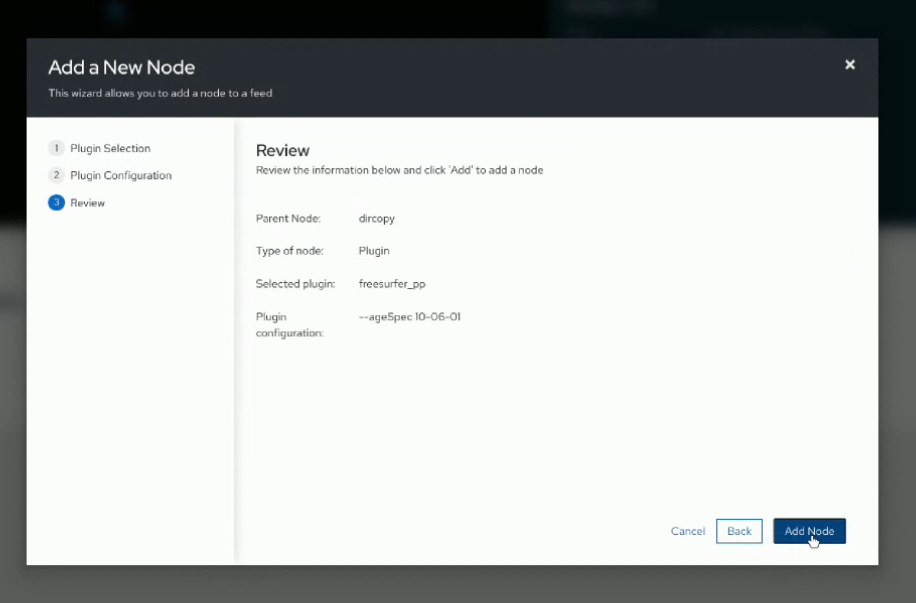 Add a New Node
This wizard allows you to add a node to a feed
1 Plugin Selection
2 Plugin Configuration
3 Review
Review
Review the information below and click 'Add' to add a node
Parent Node: dircopy
Type of node: Plugin
Selected plugin: freesurfer_pp
Plugin configuration: --ageSpec 10-06-01
Cancel
Back
Add Node